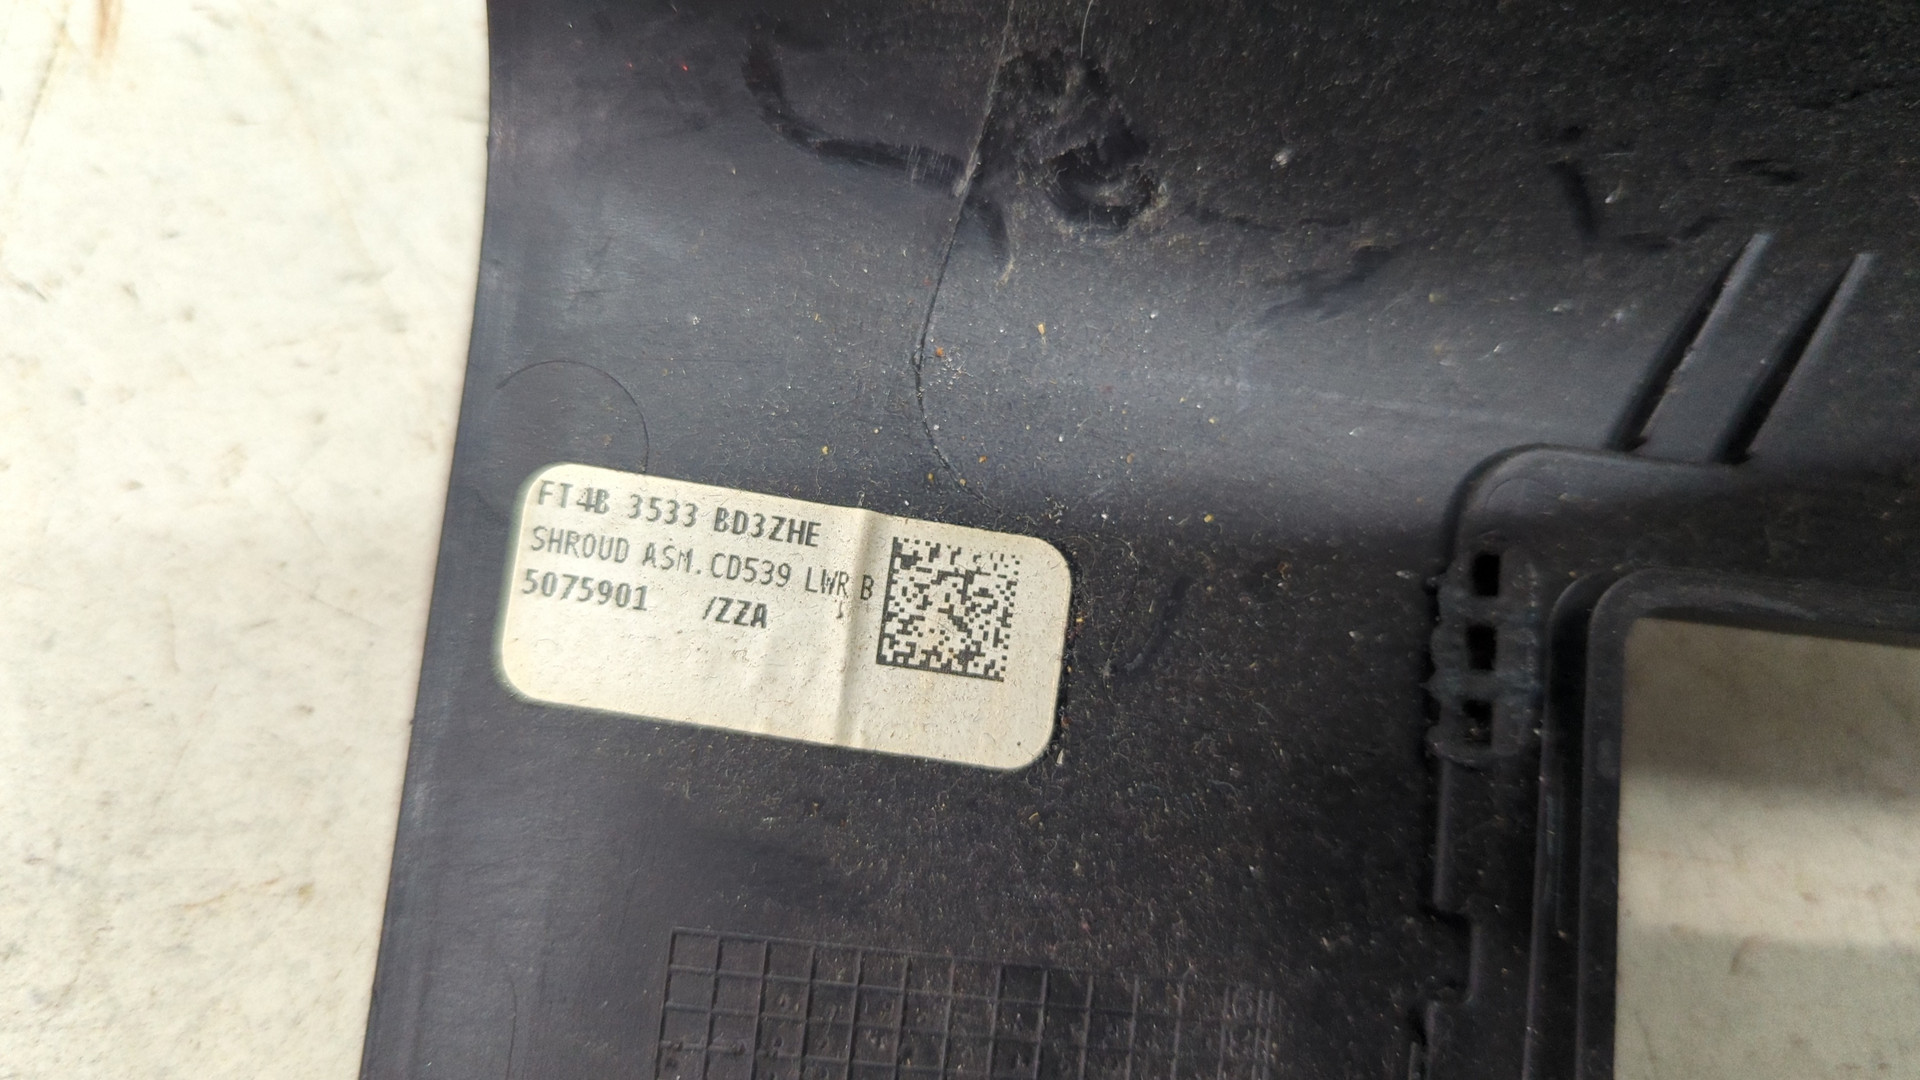 FT4B 3533 BD3ZHE
SHROUD ASM.CD539 LWR B
5075901 /ZZA